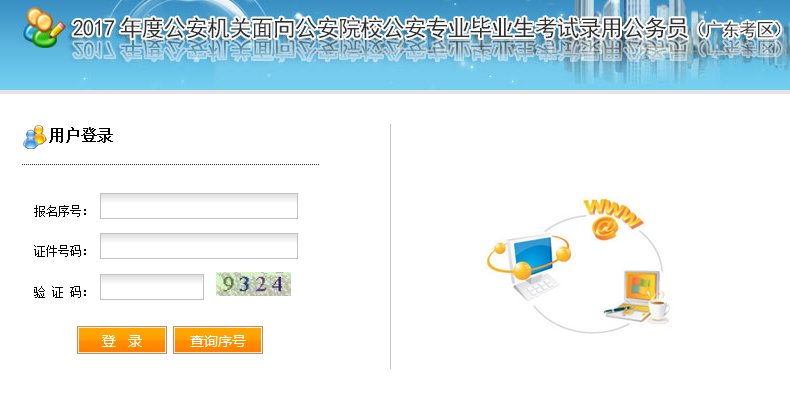 2017 年度公安机关面向公安院校公安专业毕业生考试录用公务员（广东考区）
用户登录
WWW
@
报名序号：
证件号码：
验 证 码：
9324
登 录
查询序号